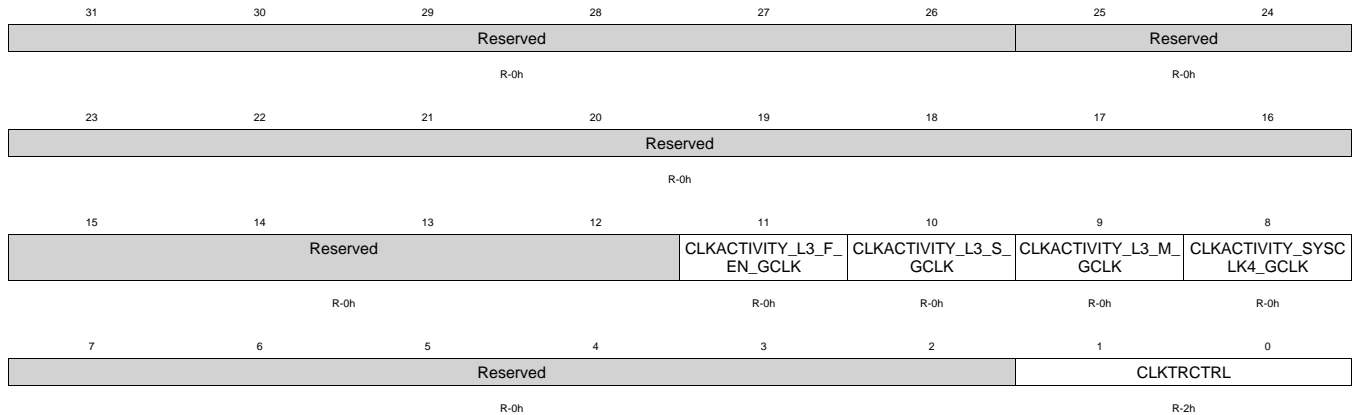 31 30 29 28 27 26 25 24
Reserved Reserved
R-0h R-0h
23 22 21 20 19 18 17 16
Reserved
R-0h
15 14 13 12 11 10 9 8
Reserved CLKACTIVITY_L3_F_ CLKACTIVITY_L3_S_ CLKACTIVITY_L3_M_ CLKACTIVITY_SYSC
EN_GCLK GCLK GCLK LK4_GCLK
R-0h R-0h R-0h R-0h R-0h
7 6 5 4 3 2 1 0
Reserved CLKTRCTRL
R-0h R-2h